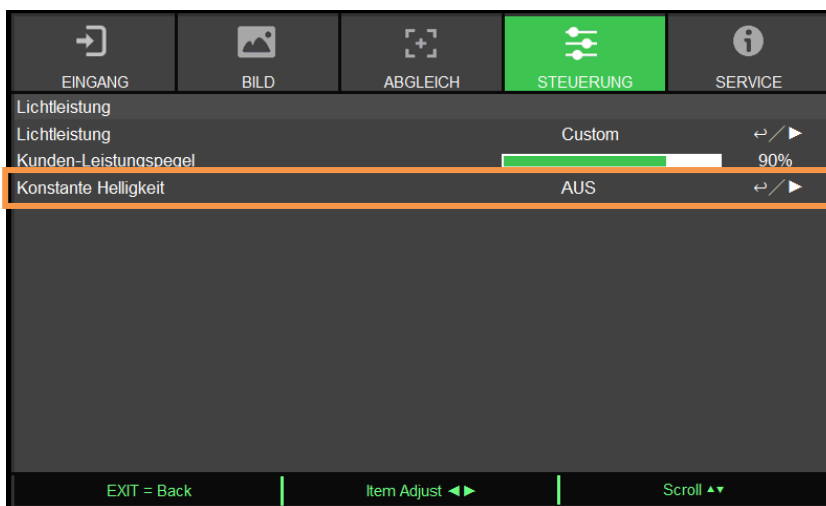 EINGANG BILD ABGLEICH STEUERUNG SERVICE
Lichtleistung
Lichtleistung Custom ↩/▶
Kunden-Leistungspegel 90%
Konstante Helligkeit AUS ↩/▶
EXIT = Back Item Adjust ◀▶ Scroll ▲▼